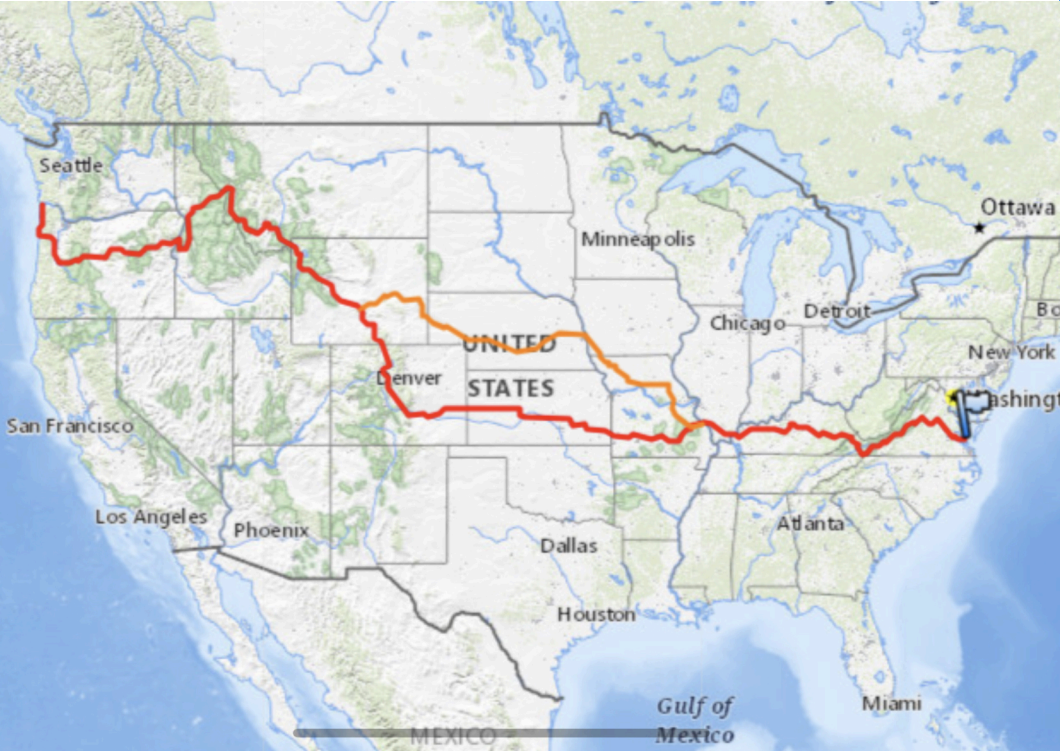 Seattle
Ottawa
Minneapolis
Detroit
Chicago
Bo
UNITED
New York
Denver
STATES
ashingt
San Francisco
Los Angeles
Phoenix
Atlanta
Dallas
Houston
Miami
Gulf of
Mexico
MEXICO